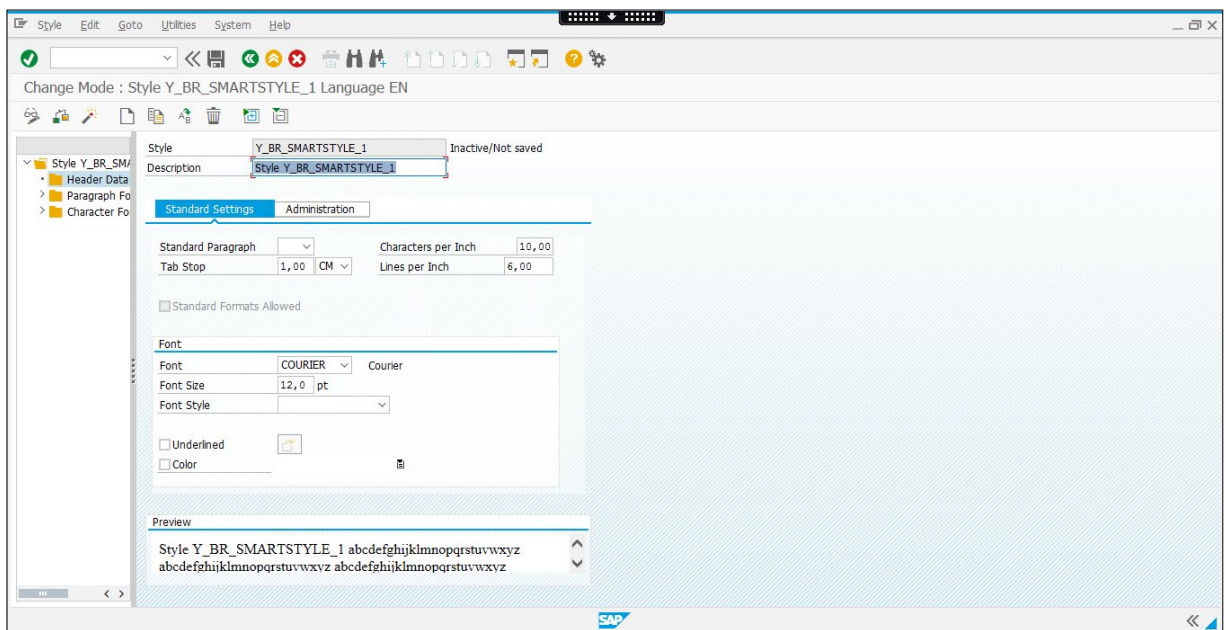 Style Edit Goto Utilities System Help
Change Mode : Style Y_BR_SMARTSTYLE_1 Language EN
Style Y_BR_SMA
Header Data
Paragraph Fo
Character Fo
Style Y_BR_SMARTSTYLE_1 Inactive/Not saved
Description Style Y_BR_SMARTSTYLE_1
Standard Settings Administration
Standard Paragraph Characters per Inch 10,00
Tab Stop 1,00 CM Lines per Inch 6,00
Standard Formats Allowed
Font
Font COURIER Courier
Font Size 12,0 pt
Font Style
Underlined
Color
Preview
Style Y_BR_SMARTSTYLE_1 abcdefghijklmnopqrstuvwxyz
abcdefghijklmnopqrstuvwxyz abcdefghijklmnopqrstuvwxyz
SAP